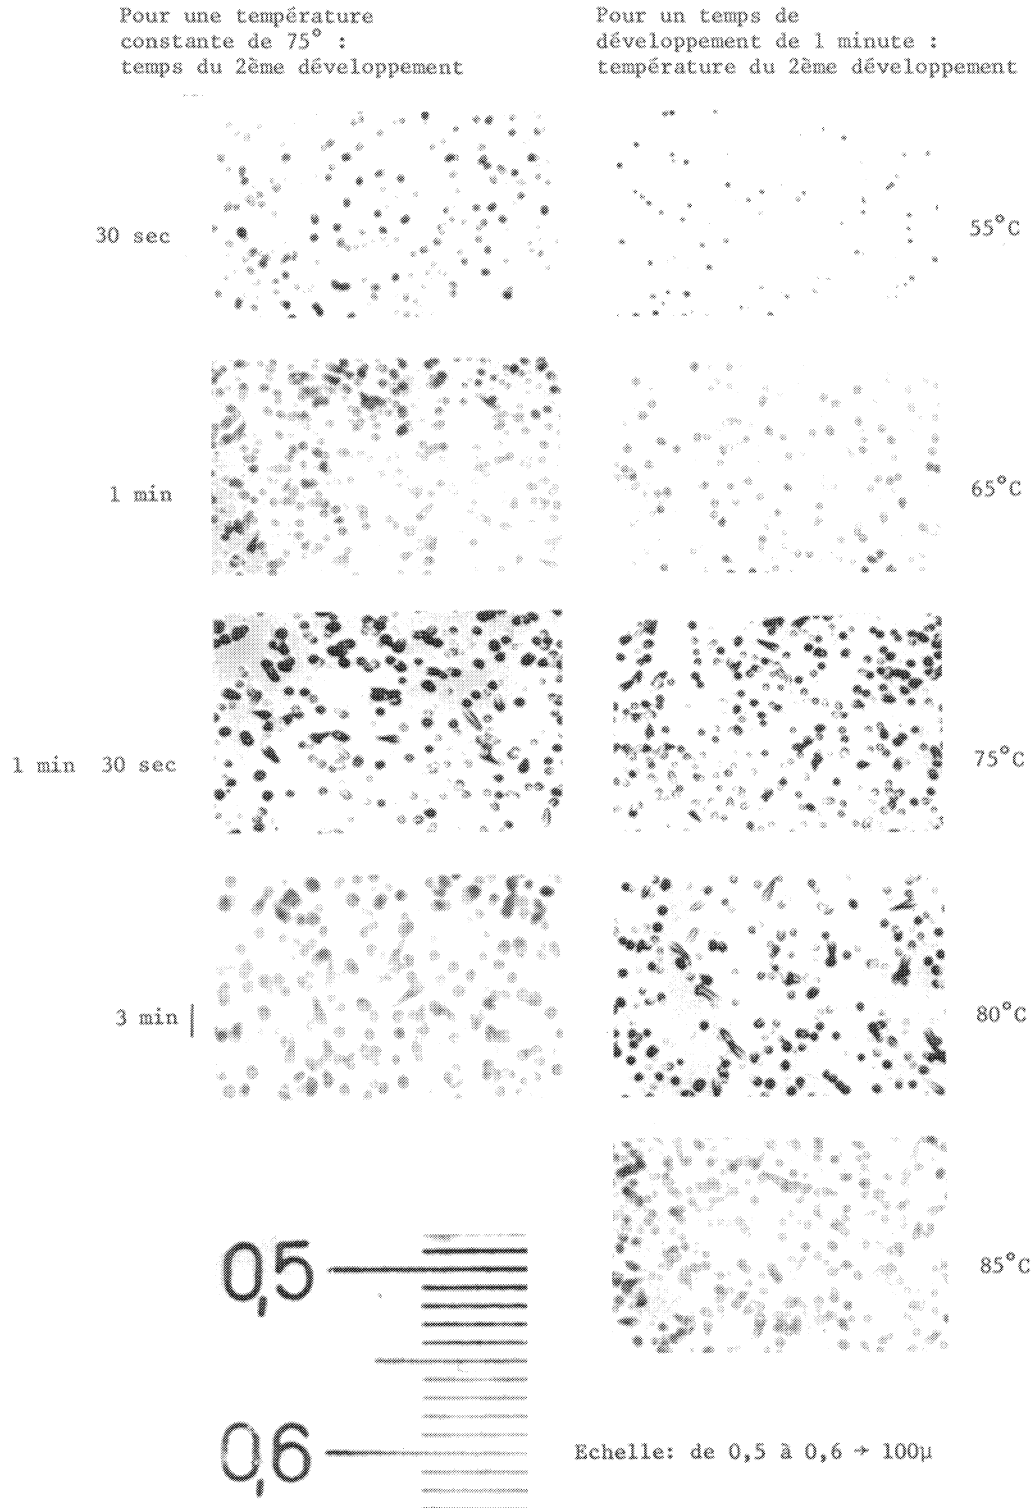 Pour une température
constante de 75° :
temps du 2ème développement
Pour un temps de
développement de 1 minute :
température du 2ème développement
30 sec
55°C
1 min
65°C
1 min 30 sec
75°C
3 min
80°C
85°C
0,5
0,6
Echelle: de 0,5 à 0,6 → 100μ